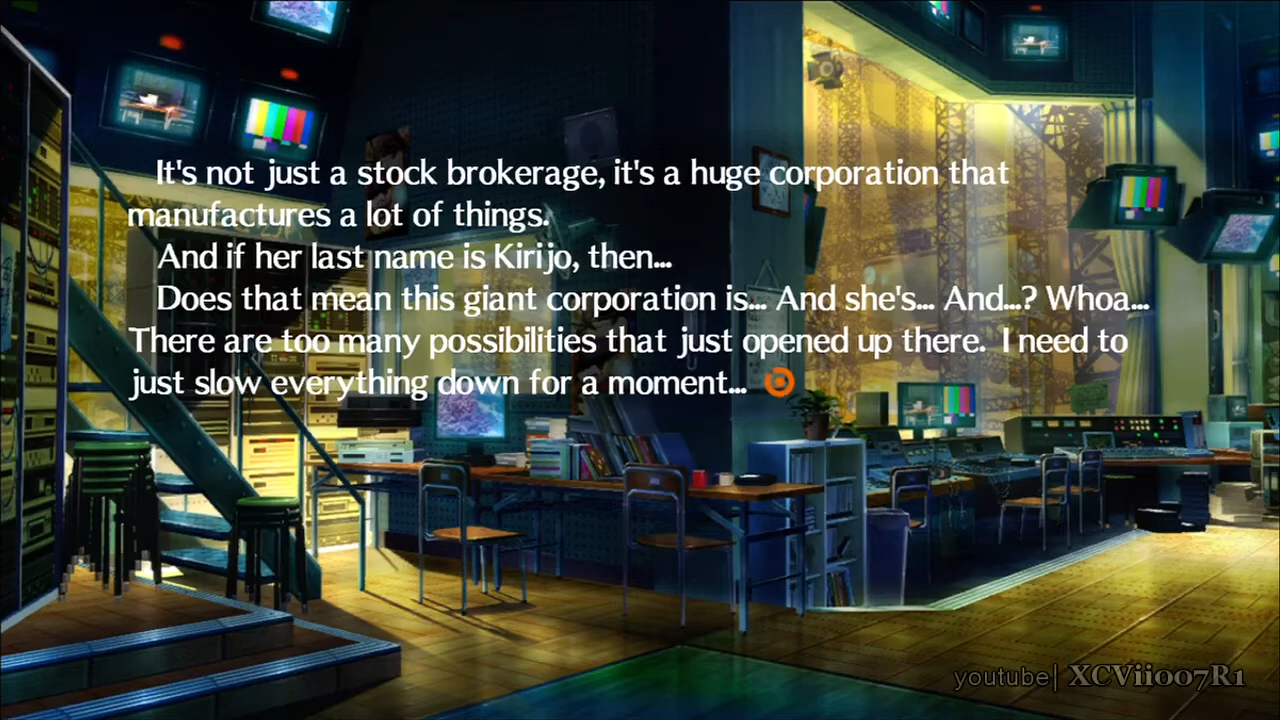 It's not just a stock brokerage, it's a huge corporation that
manufactures a lot of things.
And if her last name is Kirijo, then...
Does that mean this giant corporation is... And she's... And...? Whoa...
There are too many possibilities that just opened up there. I need to
just slow everything down for a moment...
youtube| XCViii007R1